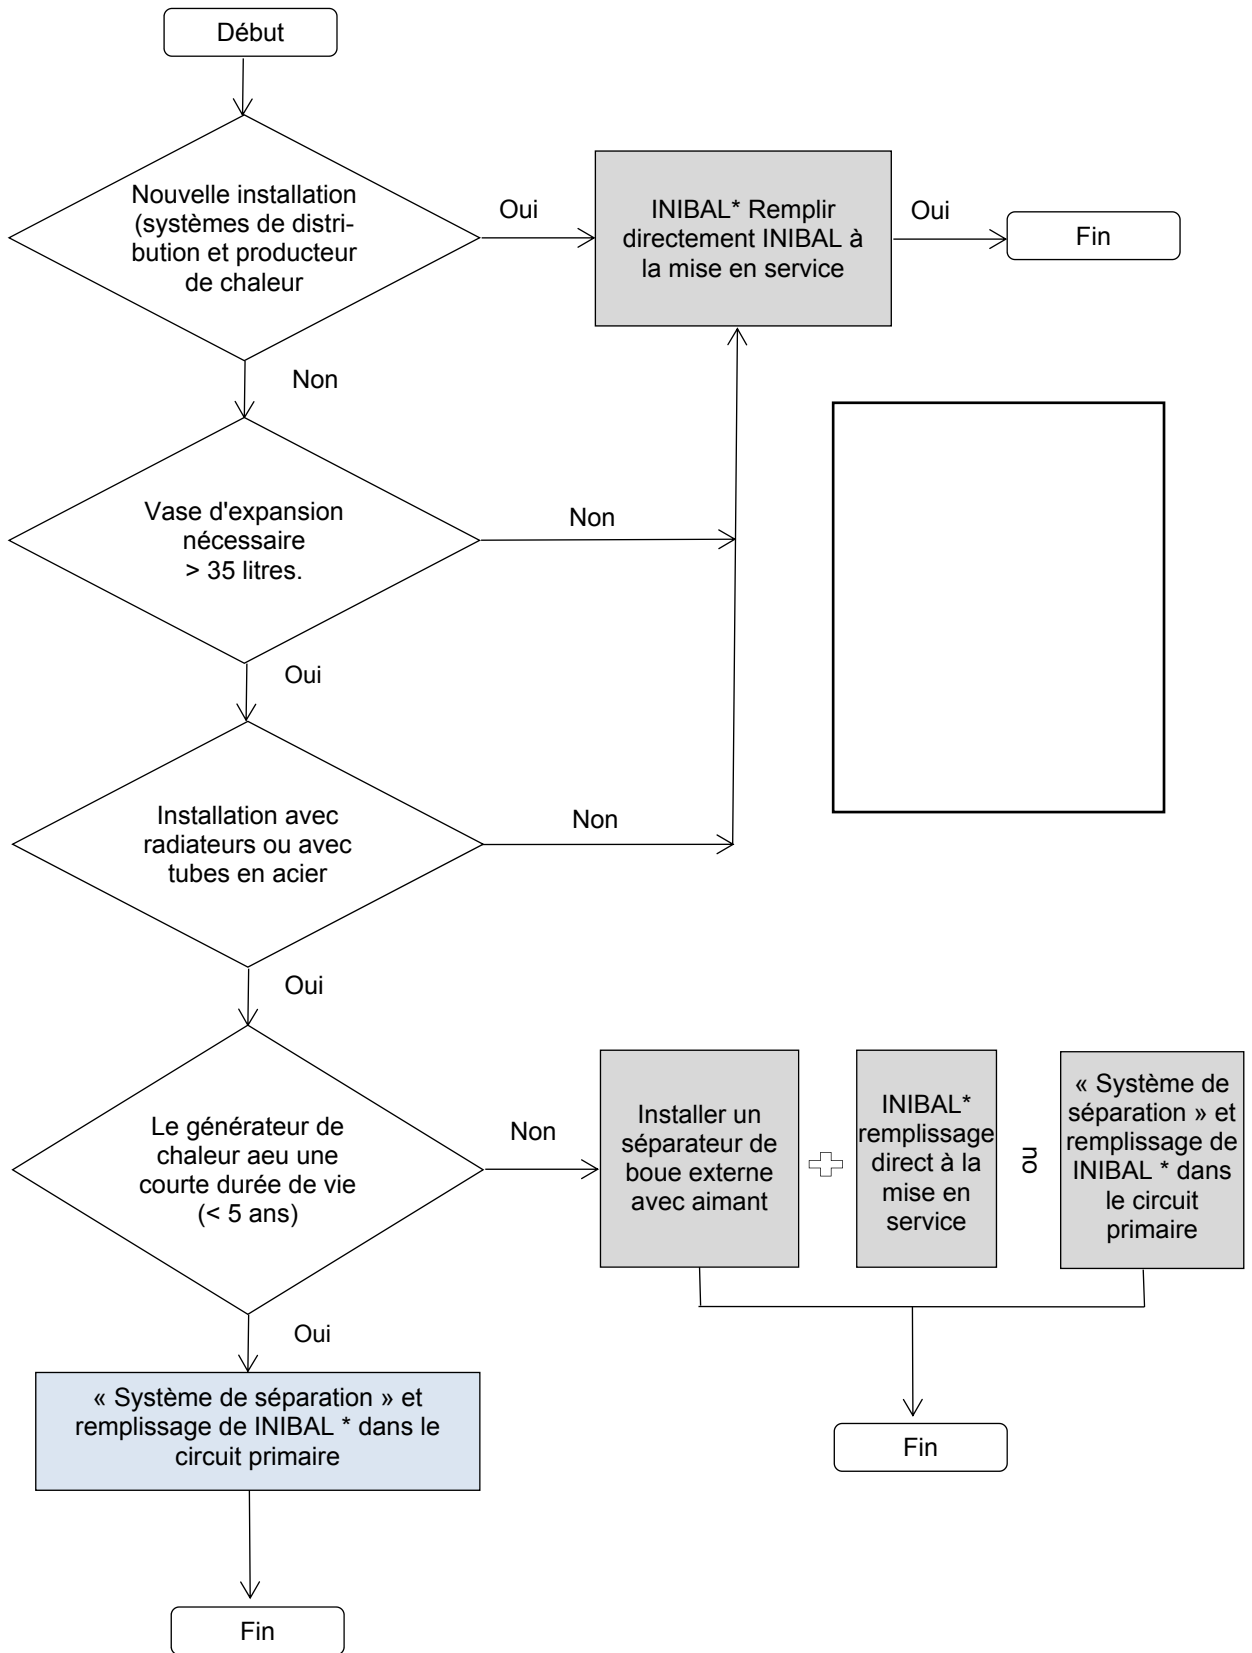 Début
Nouvelle installation
(systèmes de distri-
bution et producteur
de chaleur
Oui
INIBAL* Remplir
directement INIBAL à
la mise en service
Oui
Fin
Non
Vase d'expansion
nécessaire
> 35 litres.
Non
Oui
Installation avec
radiateurs ou avec
tubes en acier
Non
Oui
Le générateur de
chaleur aeu une
courte durée de vie
(< 5 ans)
Non
Installer un
séparateur de
boue externe
avec aimant
INIBAL*
remplissage
direct à la
mise en
service
ou
« Système de
séparation » et
remplissage de
INIBAL * dans
le circuit
primaire
Oui
« Système de séparation » et
remplissage de INIBAL * dans le
circuit primaire
Fin
Fin